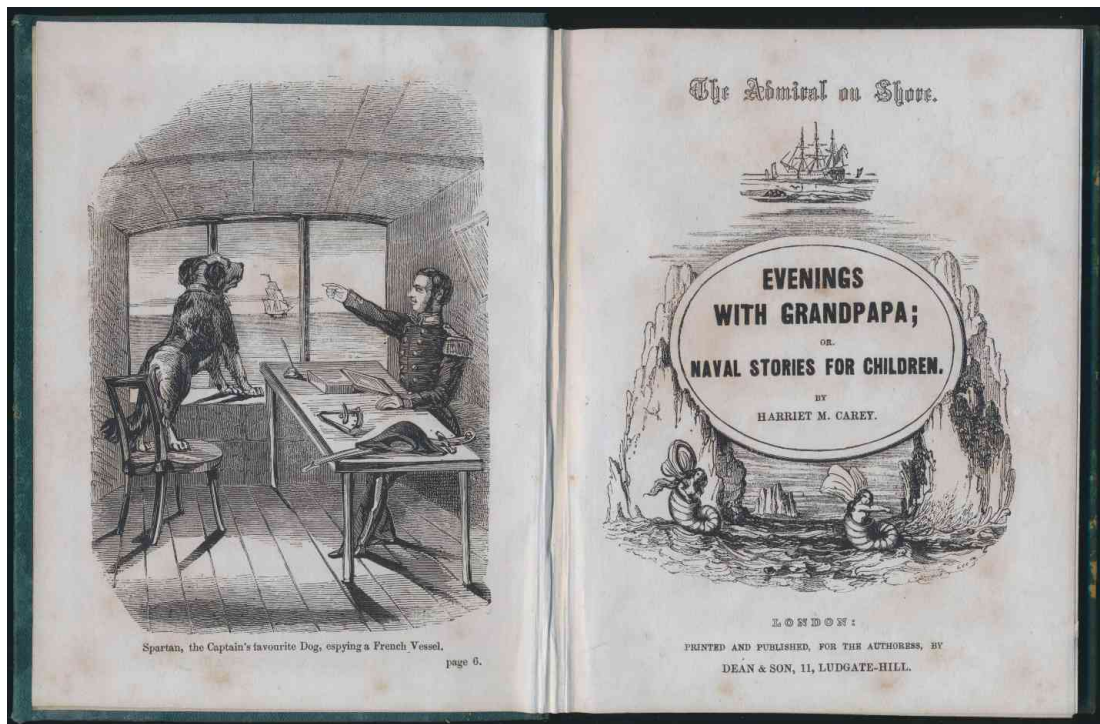 Spartan, the Captain's favourite Dog, espying a French Vessel.
page 6.
The Admiral on Shore.
EVENINGS
WITH GRANDPAPA;
OR
NAVAL STORIES FOR CHILDREN.
BY
HARRIET M. CAREY.
LONDON:
PRINTED AND PUBLISHED, FOR THE AUTHORESS, BY
DEAN & SON, 11, LUDGATE-HILL.